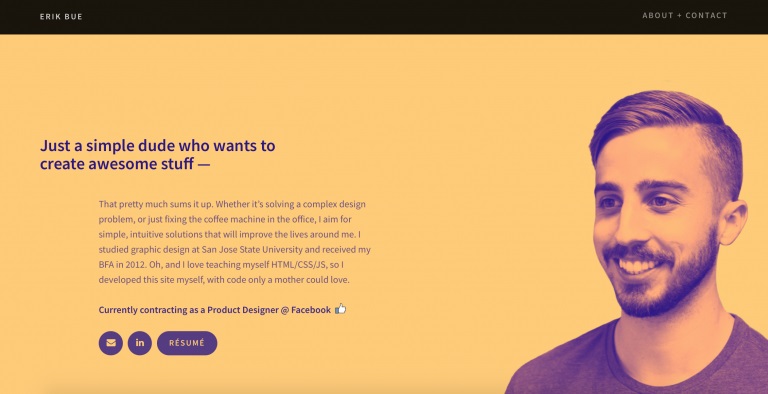 ERIK BUE
ABOUT + CONTACT
Just a simple dude who wants to
create awesome stuff —
That pretty much sums it up. Whether it's solving a complex design
problem, or just fixing the coffee machine in the office, I aim for
simple, intuitive solutions that will improve the lives around me. I
studied graphic design at San Jose State University and received my
BFA in 2012. Oh, and I love teaching myself HTML/CSS/JS, so I
developed this site myself, with code only a mother could love.
Currently contracting as a Product Designer @ Facebook 👍
in
RÉSUMÉ